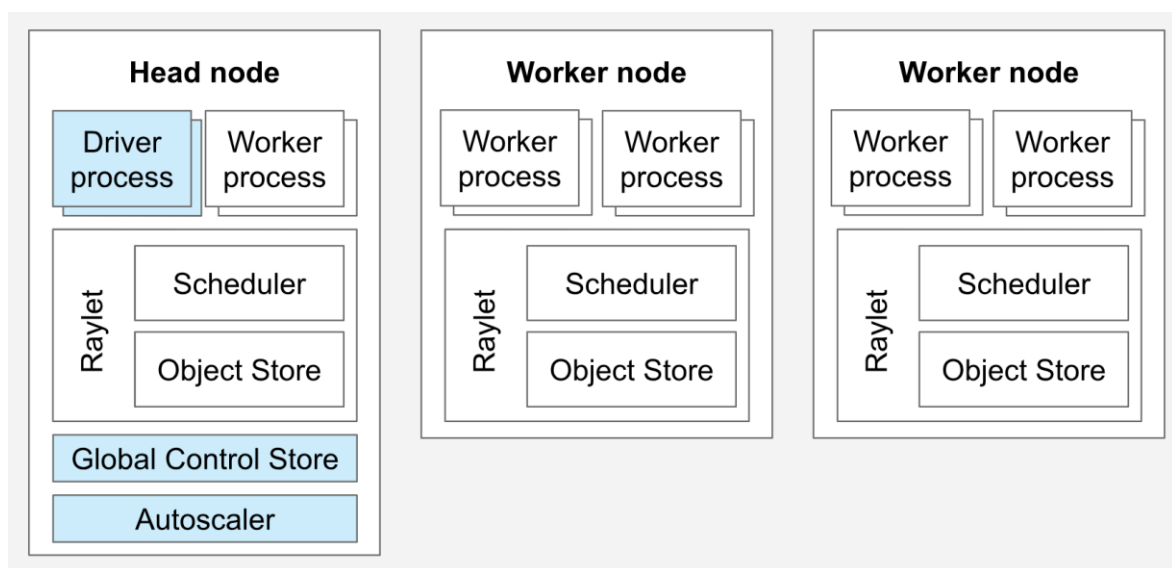 Head node
Driver
process
Worker
process
Raylet
Scheduler
Object Store
Global Control Store
Autoscaler
Worker node
Worker
process
Worker
process
Raylet
Scheduler
Object Store
Worker node
Worker
process
Worker
process
Raylet
Scheduler
Object Store